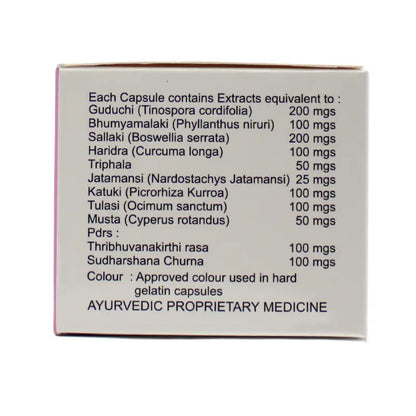 Each Capsule contains Extracts equivalent to :
Guduchi (Tinospora cordifolia) 200 mgs
Bhumyamalaki (Phyllanthus niruri) 100 mgs
Sallaki (Boswellia serrata) 200 mgs
Haridra (Curcuma longa) 100 mgs
Triphala 50 mgs
Jatamansi (Nardostachys Jatamansi) 25 mgs
Katuki (Picrorhiza Kurroa) 100 mgs
Tulasi (Ocimum sanctum) 100 mgs
Musta (Cyperus rotandus) 50 mgs
Pdrs :
Thribhuvanakirthi rasa 100 mgs
Sudharshana Churna 100 mgs
Colour : Approved colour used in hard
gelatin capsules
AYURVEDIC PROPRIETARY MEDICINE